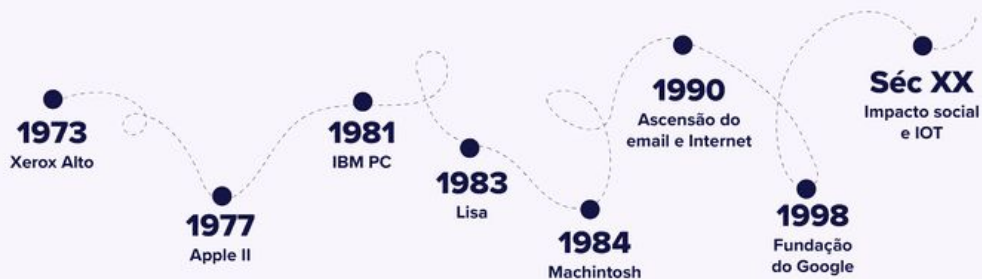 1973
Xerox Alto
1977
Apple II
1981
IBM PC
1983
Lisa
1984
Machintosh
1990
Ascensão do
email e Internet
1998
Fundação
do Google
Séc XX
Impacto social
e IOT